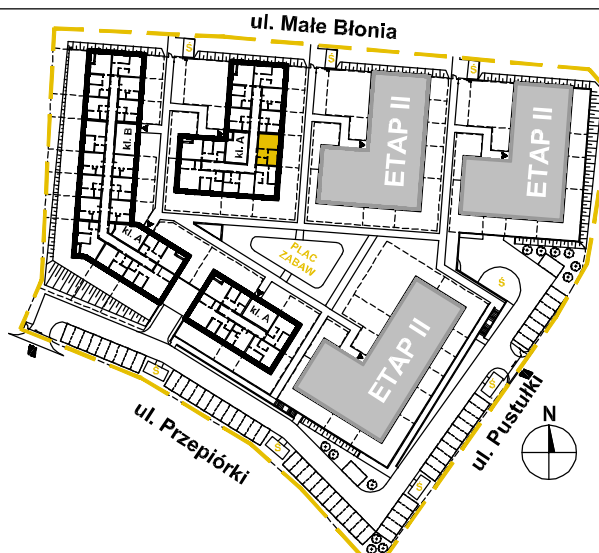 ul. Małe Błonia
Ś
Ś
Ś
kl. B
kl. A
ETAP II
ETAP II
kl. A
PLAC
ZABAW
Ś
kl. A
ETAP II
Ś
Ś
Ś
Ś
ul. Przepiórki
ul. Pustułki
N